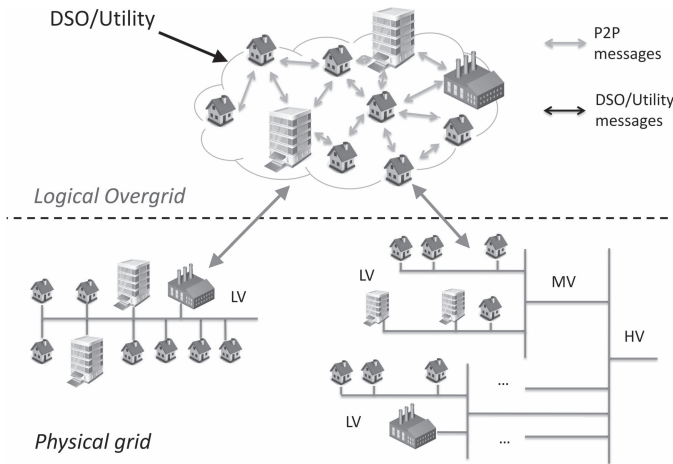 DSO/Utility
P2P
messages
DSO/Utility
messages
Logical Overgrid
LV
LV
MV
HV
...
LV
...
Physical grid